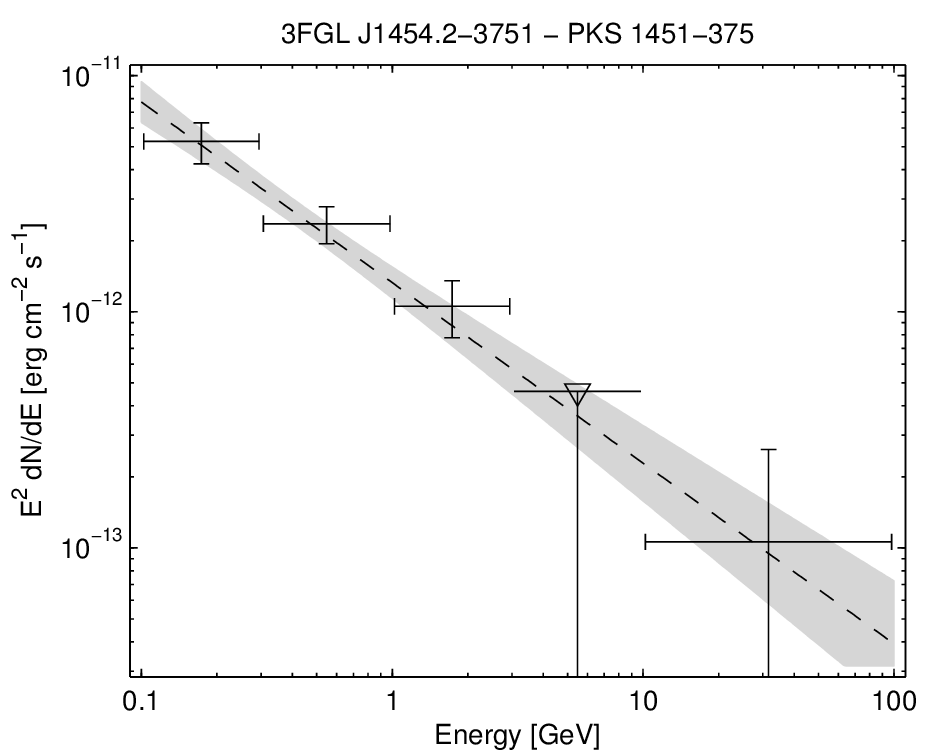 3FGL J1454.2−3751 − PKS 1451−375
10⁻¹¹
10⁻¹²
10⁻¹³
E² dN/dE [erg cm⁻² s⁻¹]
0.1 1 10 100
Energy [GeV]